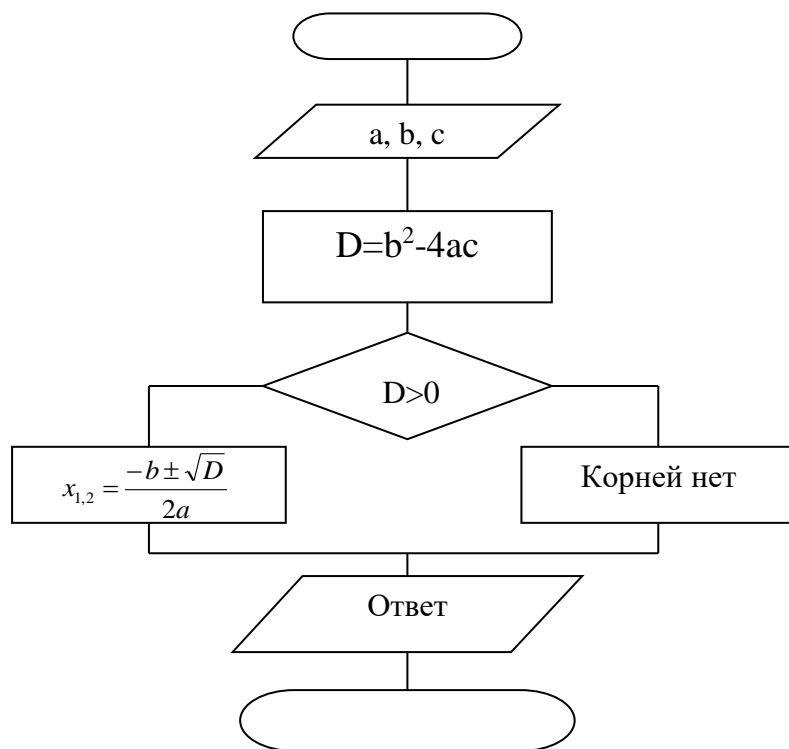 a, b, c
D=b²-4ac
D>0
x₁,₂ = (-b ± √D) / 2a
Корней нет
Ответ